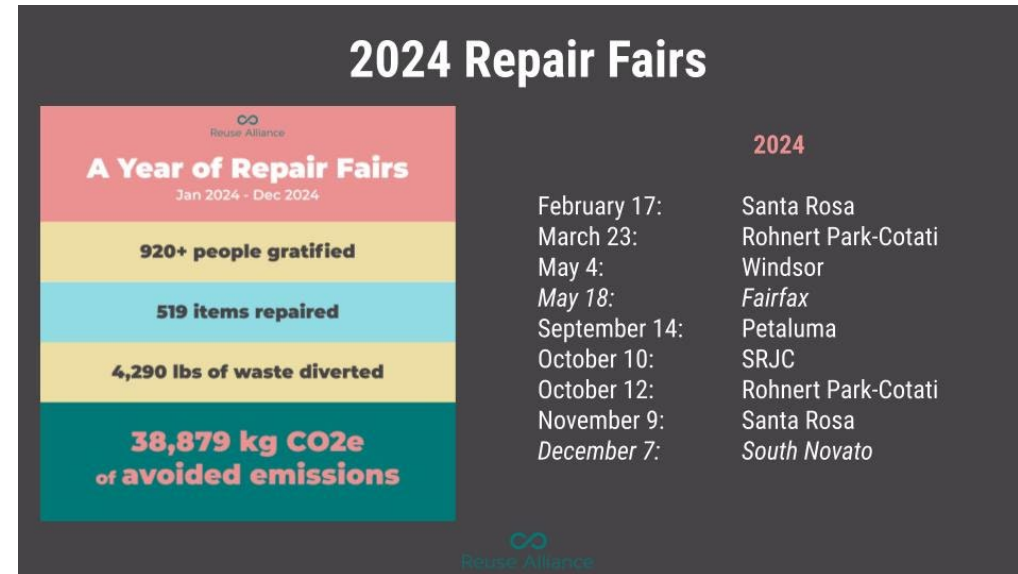 2024 Repair Fairs
Reuse Alliance
A Year of Repair Fairs
Jan 2024 - Dec 2024
920+ people gratified
519 items repaired
4,290 lbs of waste diverted
38,879 kg CO2e
of avoided emissions
2024
February 17: Santa Rosa
March 23: Rohnert Park-Cotati
May 4: Windsor
May 18: Fairfax
September 14: Petaluma
October 10: SRJC
October 12: Rohnert Park-Cotati
November 9: Santa Rosa
December 7: South Novato
Reuse Alliance